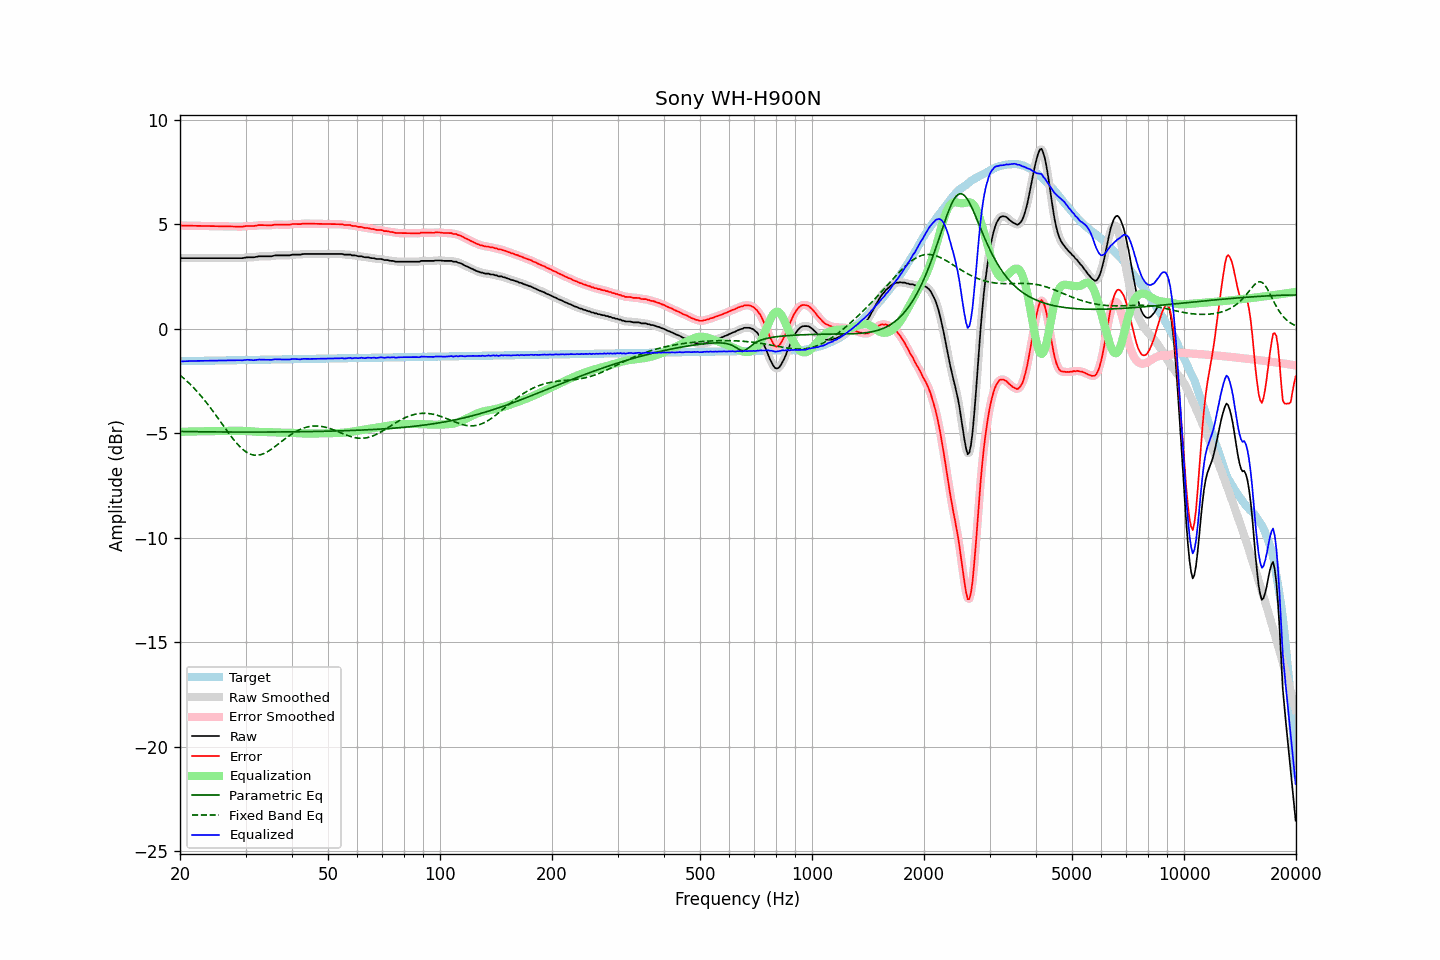 Sony WH-H900N
10
5
0
−5
−10
−15
−20
−25
Amplitude (dBr)
Target
Raw Smoothed
Error Smoothed
Raw
Error
Equalization
Parametric Eq
Fixed Band Eq
Equalized
20 50 100 200 500 1000 2000 5000 10000 20000
Frequency (Hz)